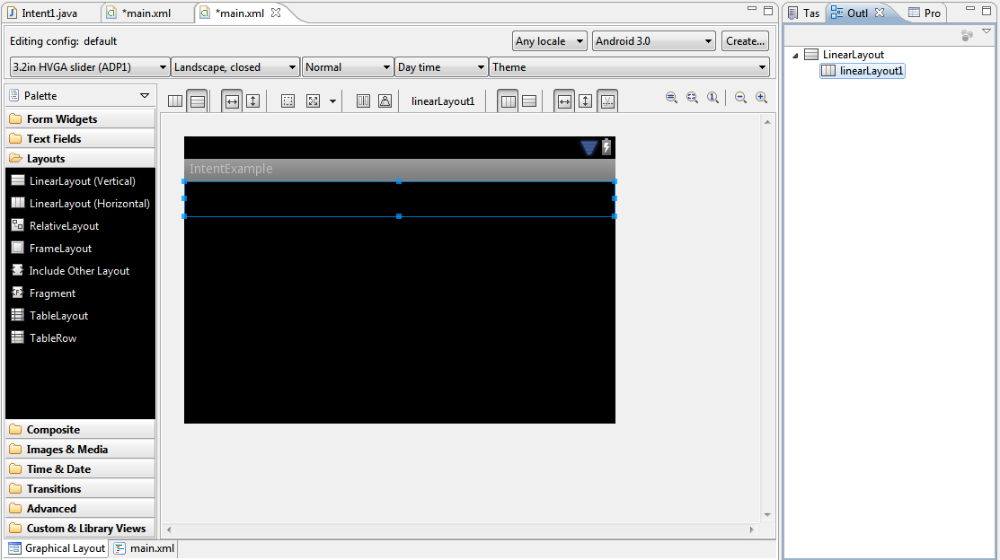 Intent1.java *main.xml *main.xml
Tas Outl Pro
Editing config: default Any locale Android 3.0 Create...
3.2in HVGA slider (ADP1) Landscape, closed Normal Day time Theme
Palette
linearLayout1
Form Widgets
Text Fields
Layouts
LinearLayout (Vertical)
LinearLayout (Horizontal)
RelativeLayout
FrameLayout
Include Other Layout
Fragment
TableLayout
TableRow
Composite
Images & Media
Time & Date
Transitions
Advanced
Custom & Library Views
Graphical Layout main.xml
IntentExample
LinearLayout
linearLayout1